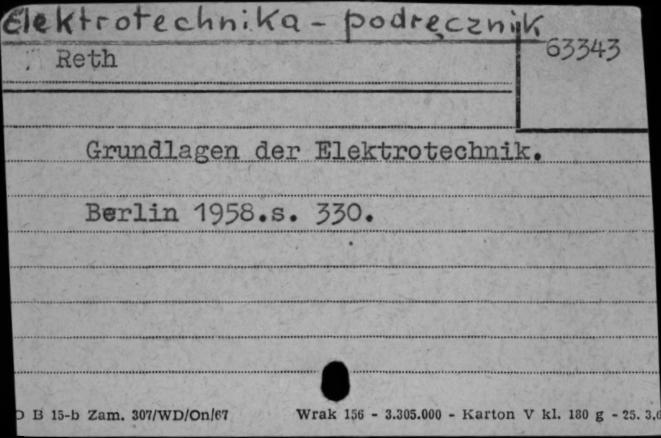 Elektrotechnika - podręcznik
63343
Reth
Grundlagen der Elektrotechnik.
Berlin 1958.s. 330.
B 15-b Zam. 307/WD/On/67 Wrak 156 - 3.305.000 - Karton V kl. 180 g - 25. 3.